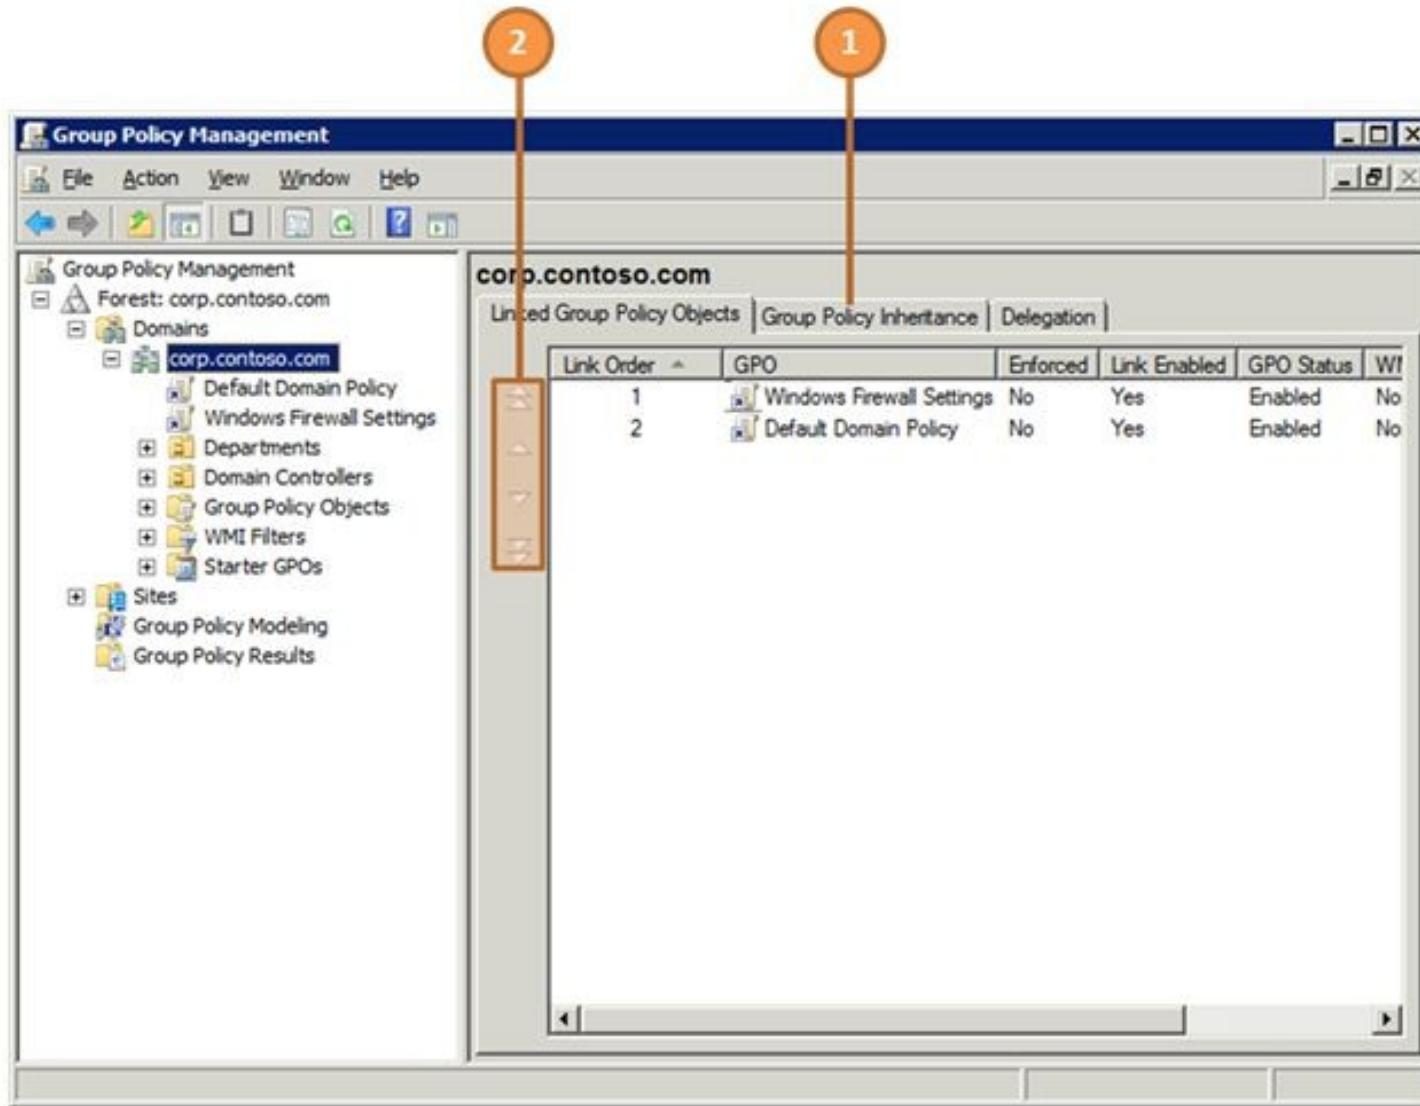 2 1
Group Policy Management
File Action View Window Help
Group Policy Management
Forest: corp.contoso.com
Domains
corp.contoso.com
Default Domain Policy
Windows Firewall Settings
Departments
Domain Controllers
Group Policy Objects
WMI Filters
Starter GPOs
Sites
Group Policy Modeling
Group Policy Results
corp.contoso.com
Linked Group Policy Objects Group Policy Inheritance Delegation
Link Order GPO Enforced Link Enabled GPO Status WM
1 Windows Firewall Settings No Yes Enabled No
2 Default Domain Policy No Yes Enabled No